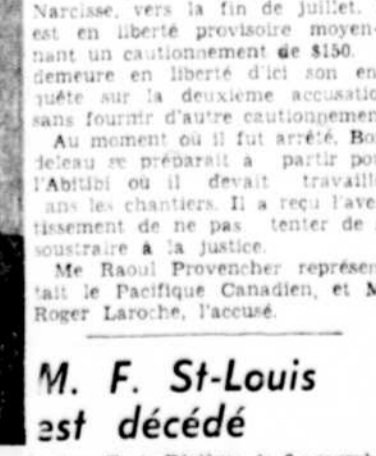 Narcisse, vers la fin de juillet.
est en liberté provisoire moyen-
nant un cautionnement de $150.
demeure en liberté d'ici son en-
quête sur la deuxième accusatio
sans fournir d'autre cautionnemen
Au moment où il fut arrêté, Bor
deleau se préparait à partir pou
l'Abitibi où il devait travaille
ans les chantiers. Il a reçu l'aver
tissement de ne pas tenter de
soustraire à la justice.
Me Raoul Provencher représen
tait le Pacifique Canadien, et M
Roger Laroche, l'accusé.
M. F. St-Louis
est décédé